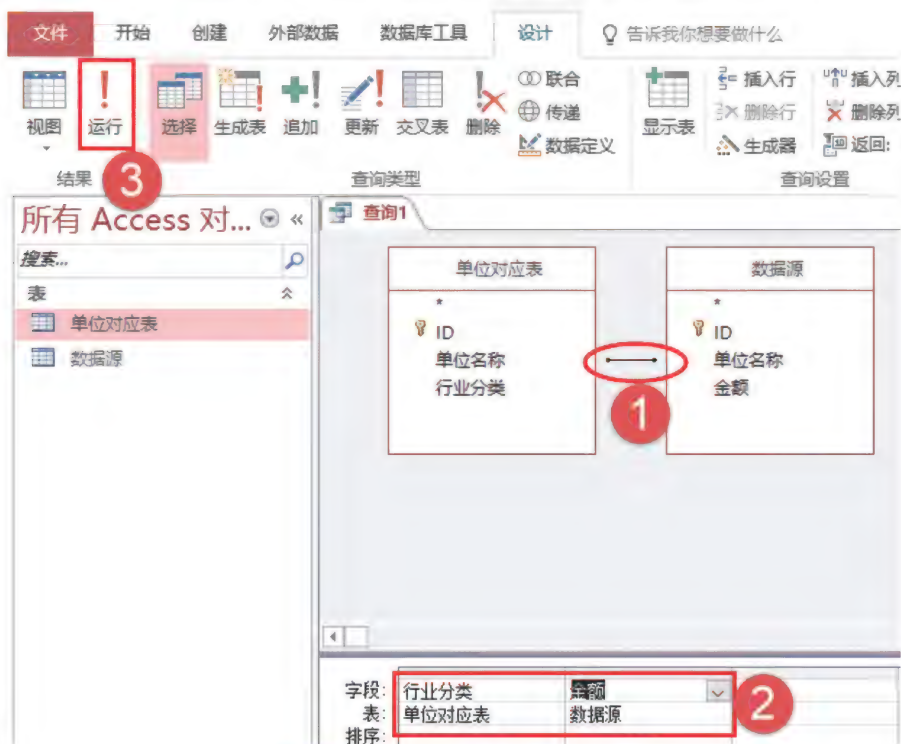 文件 开始 创建 外部数据 数据库工具 设计 告诉我你想要做什么
视图 运行 选择 生成表 追加 更新 交叉表 删除 联合 传递 数据定义 显示表 插入行 删除行 生成器 插入列 删除列 返回:
结果 3 查询类型 查询设置
所有 Access 对... « 查询1
搜索...
表
单位对应表
数据源
单位对应表
*
ID
单位名称
行业分类
数据源
*
ID
单位名称
金额
1
字段: 行业分类 金额
表: 单位对应表 数据源
排序:
2